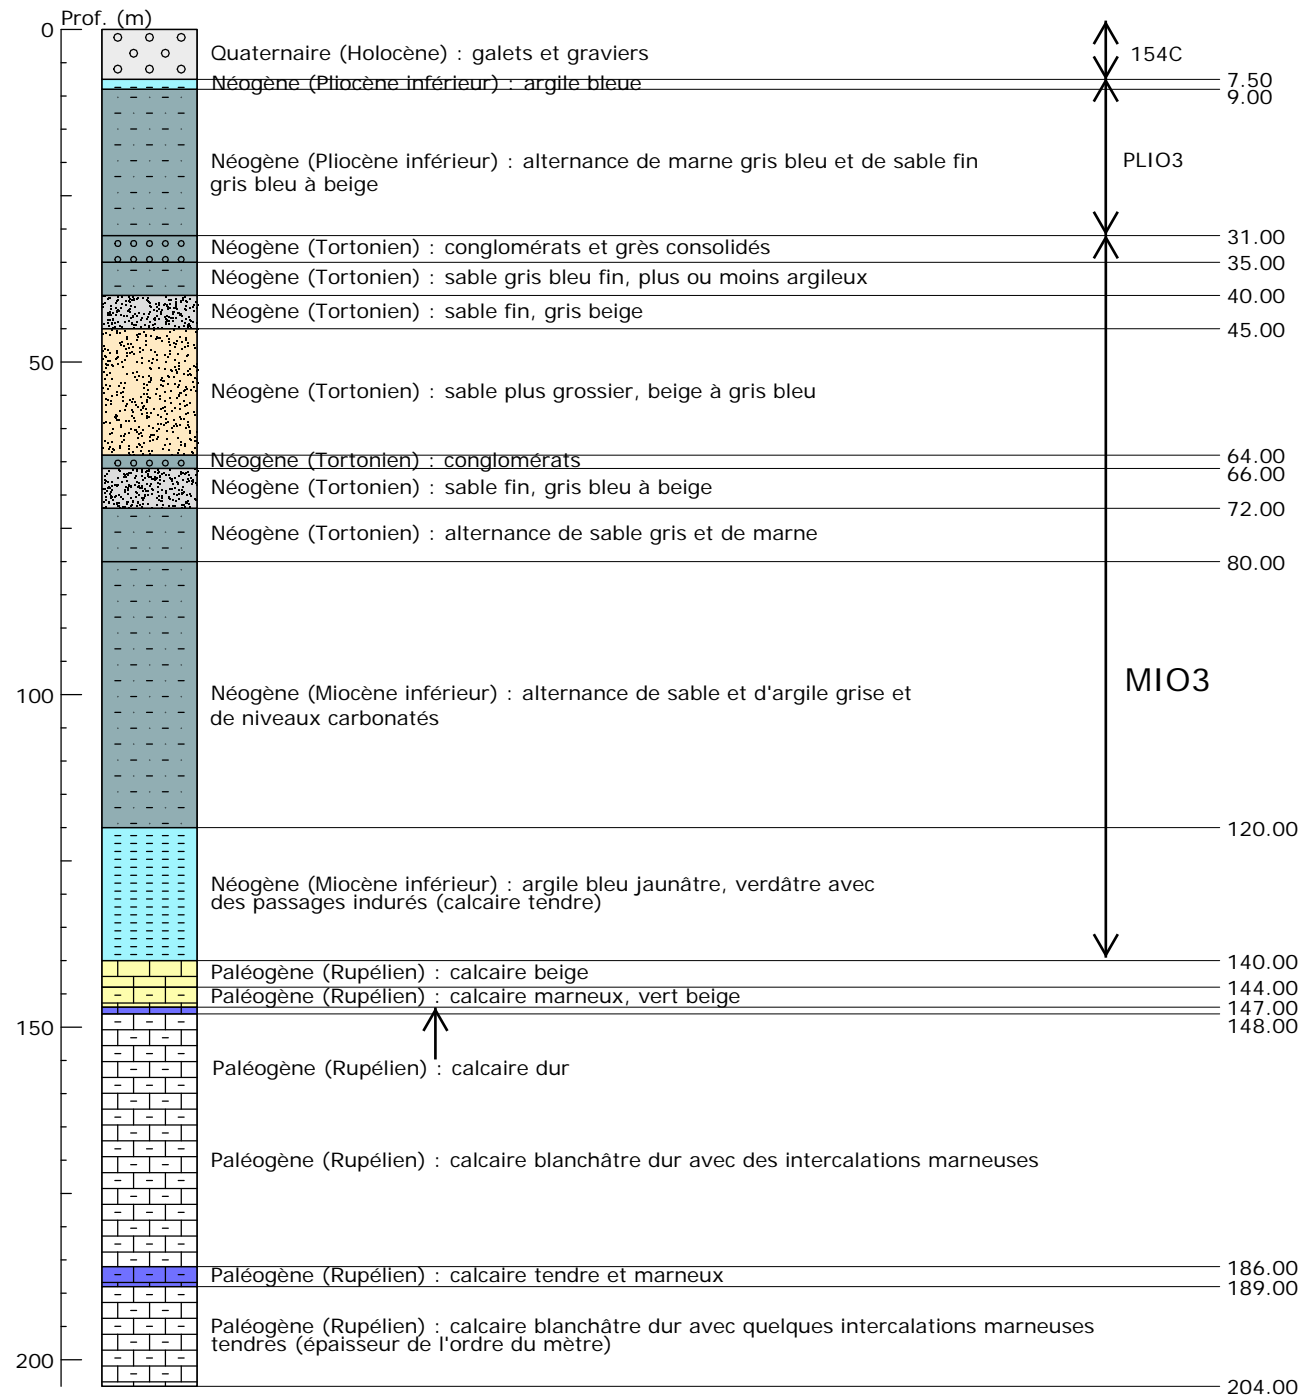 Prof. (m)
0
Quaternaire (Holocène) : galets et graviers
154C
7.50
Néogène (Pliocène inférieur) : argile bleue
9.00
Néogène (Pliocène inférieur) : alternance de marne gris bleu et de sable fin
gris bleu à beige
PLIO3
31.00
Néogène (Tortonien) : conglomérats et grès consolidés
35.00
Néogène (Tortonien) : sable gris bleu fin, plus ou moins argileux
40.00
Néogène (Tortonien) : sable fin, gris beige
45.00
50
Néogène (Tortonien) : sable plus grossier, beige à gris bleu
64.00
Néogène (Tortonien) : conglomérats
66.00
Néogène (Tortonien) : sable fin, gris bleu à beige
72.00
Néogène (Tortonien) : alternance de sable gris et de marne
80.00
MIO3
100
Néogène (Miocène inférieur) : alternance de sable et d'argile grise et
de niveaux carbonatés
120.00
Néogène (Miocène inférieur) : argile bleu jaunâtre, verdâtre avec
des passages indurés (calcaire tendre)
140.00
Paléogène (Rupélien) : calcaire beige
144.00
Paléogène (Rupélien) : calcaire marneux, vert beige
147.00
148.00
150
Paléogène (Rupélien) : calcaire dur
Paléogène (Rupélien) : calcaire blanchâtre dur avec des intercalations marneuses
186.00
Paléogène (Rupélien) : calcaire tendre et marneux
189.00
Paléogène (Rupélien) : calcaire blanchâtre dur avec quelques intercalations marneuses
tendres (épaisseur de l'ordre du mètre)
200
204.00